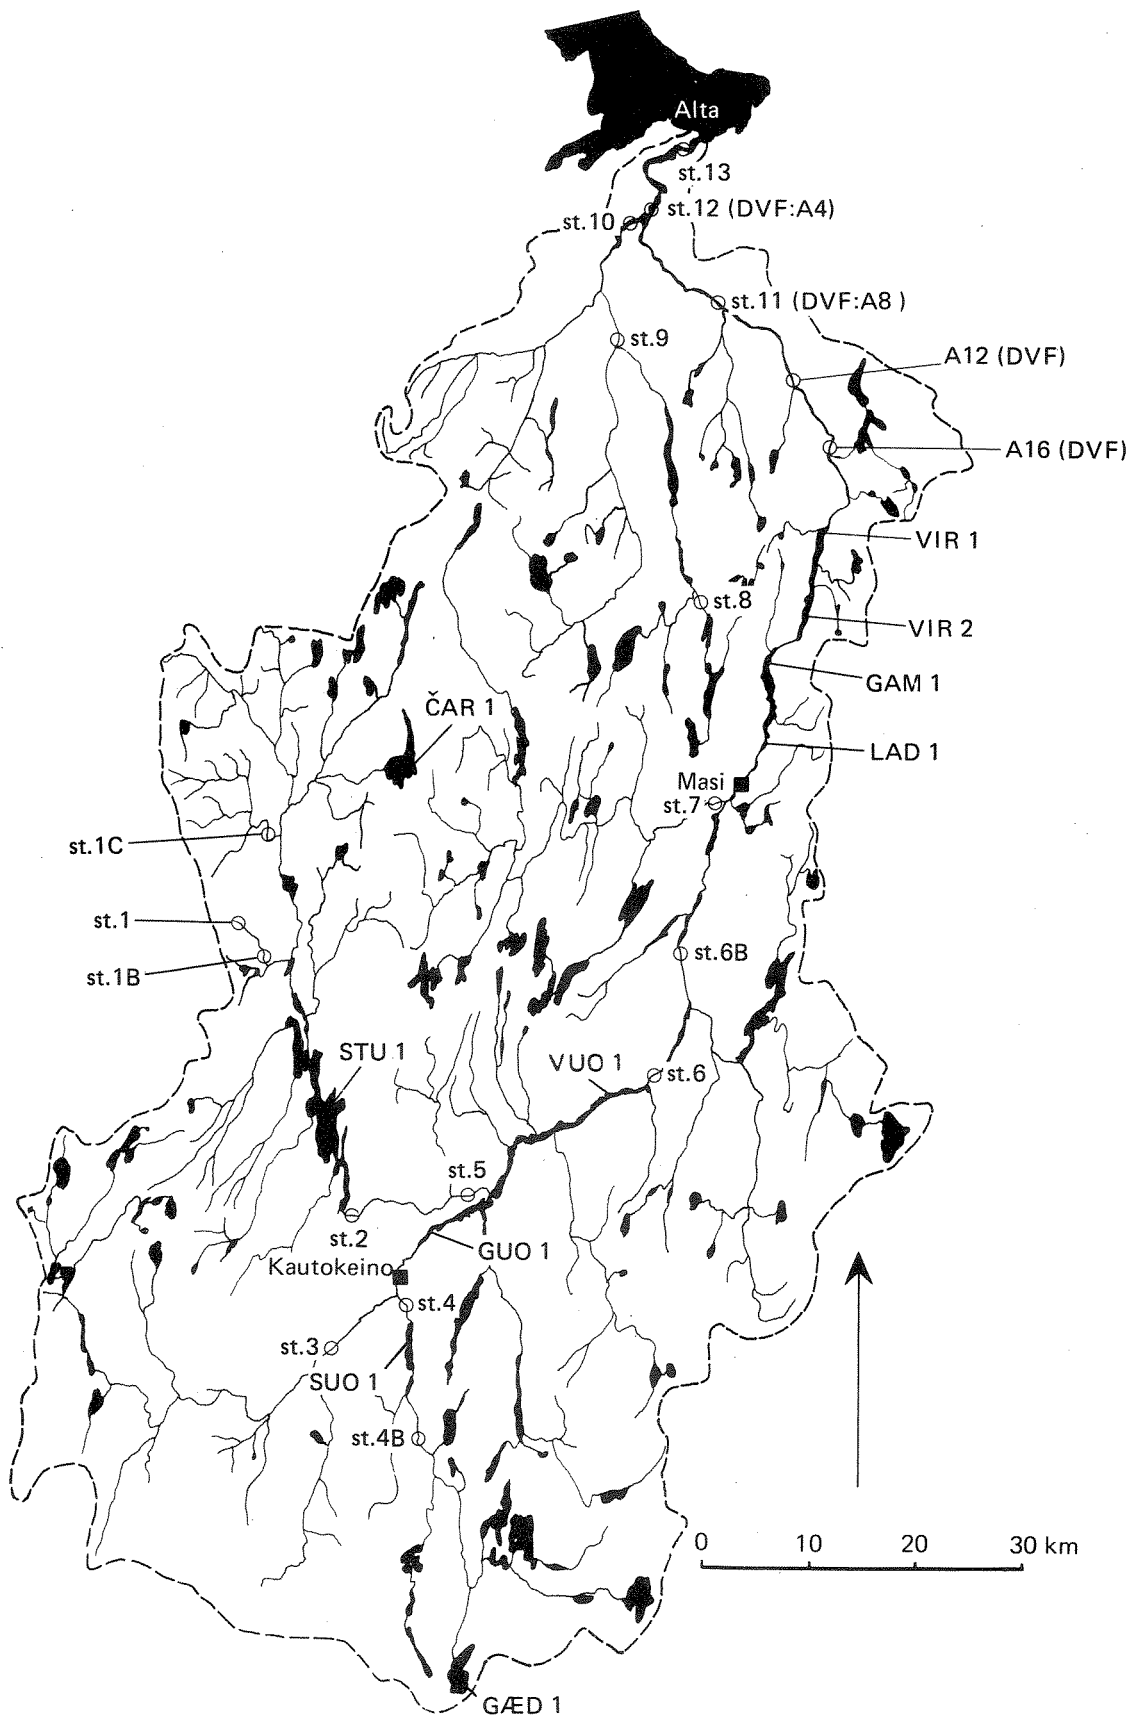 Alta
st.13
st.12 (DVF:A4)
st.10
st.11 (DVF:A8 )
st.9
A12 (DVF)
A16 (DVF)
VIR 1
st.8
VIR 2
GAM 1
ČAR 1
LAD 1
Masi
st.7
st.1C
st.1
st.6B
st.1B
STU 1
VUO 1
st.6
st.5
st.2
GUO 1
Kautokeino
st.4
st.3
SUO 1
st.4B
0 10 20 30 km
GÆD 1